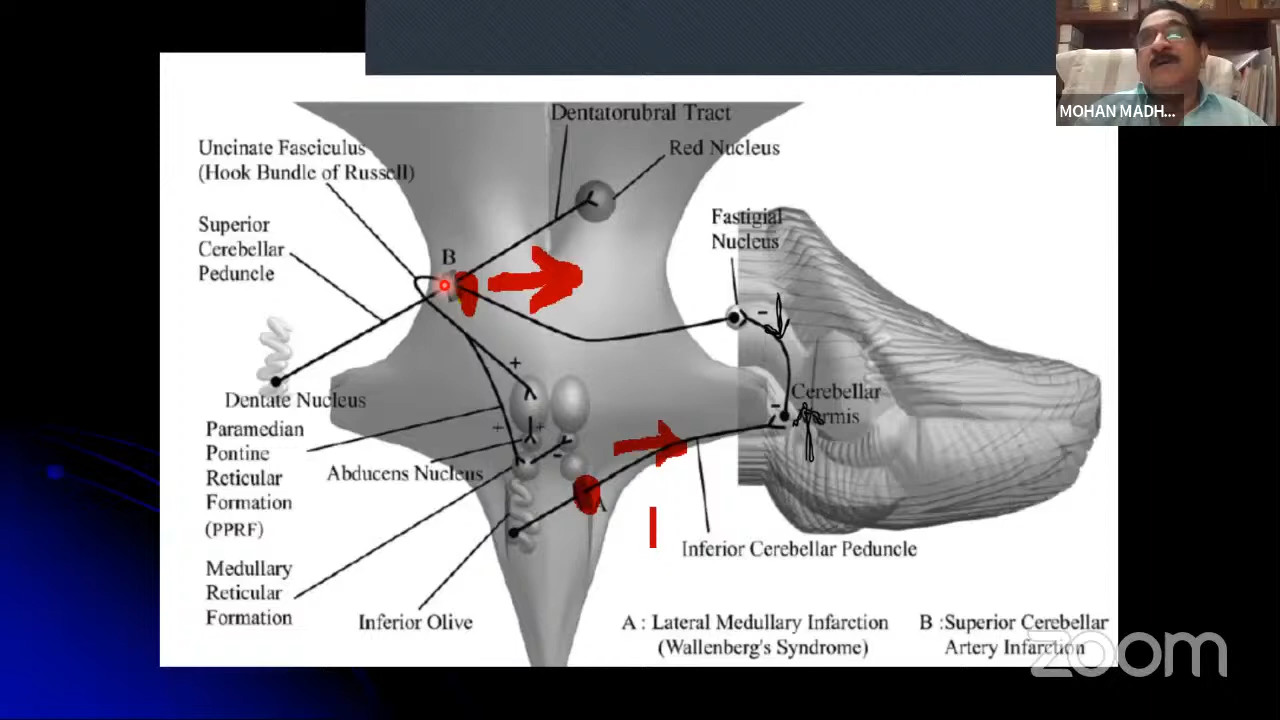 MOHAN MADH...
Dentatorubral Tract
Uncinate Fasciculus
(Hook Bundle of Russell)
Red Nucleus
Superior
Cerebellar
Peduncle
Fastigial
Nucleus
B
-
+
Dentate Nucleus
Cerebellar
-
Paramedian
Pontine
Reticular
Formation
(PPRF)
+
+
Abducens Nucleus
-
A
Inferior Cerebellar Peduncle
Medullary
Reticular
Formation
Inferior Olive
A : Lateral Medullary Infarction
(Wallenberg's Syndrome)
B :Superior Cerebellar
Artery Infarction
zoom